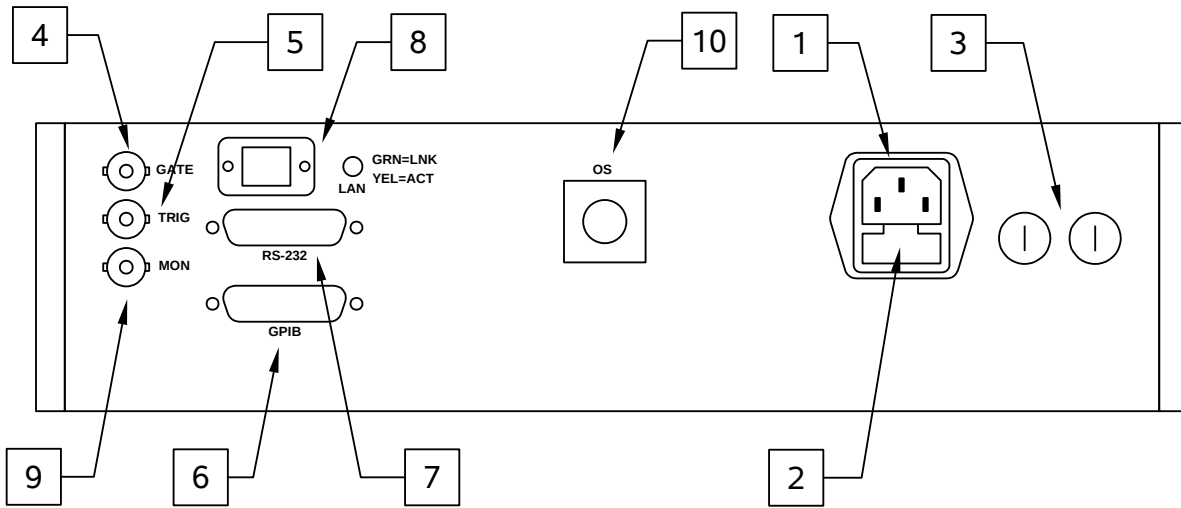 4
5
8
10
1
3
GATE
TRIG
MON
GRN=LNK
YEL=ACT
LAN
RS-232
GPIB
OS
9
6
7
2